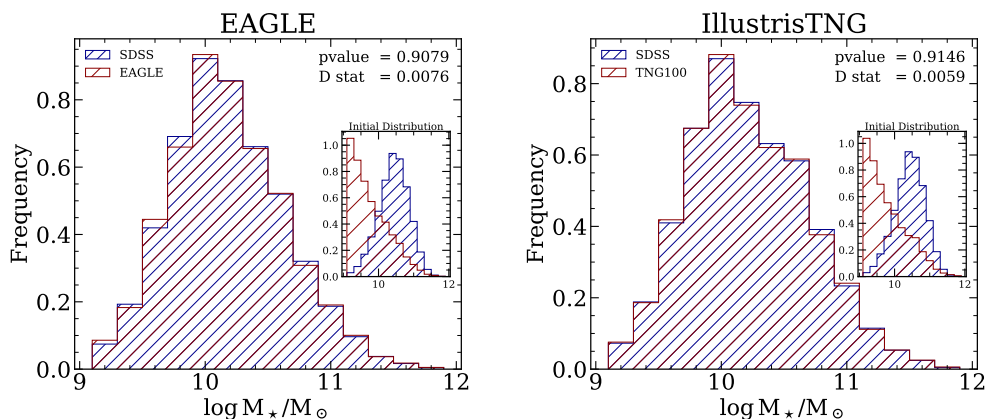 EAGLE
SDSS
EAGLE
pvalue = 0.9079
D stat = 0.0076
Initial Distribution
1.0
0.8
0.6
0.4
0.2
0.0
10
12
0.8
0.6
0.4
0.2
0.0
Frequency
9
10
11
12
log M⋆/M⊙
IllustrisTNG
SDSS
TNG100
pvalue = 0.9146
D stat = 0.0059
Initial Distribution
1.0
0.8
0.6
0.4
0.2
0.0
10
12
0.8
0.6
0.4
0.2
0.0
Frequency
9
10
11
12
log M⋆/M⊙